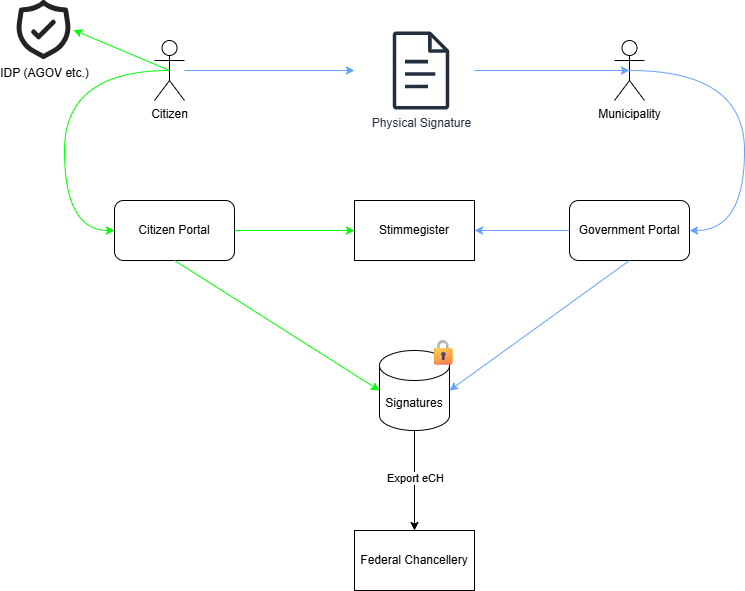 IDP (AGOV etc.)
Citizen
Physical Signature
Municipality
Citizen Portal
Stimmegister
Government Portal
Signatures
Export eCH
Federal Chancellery